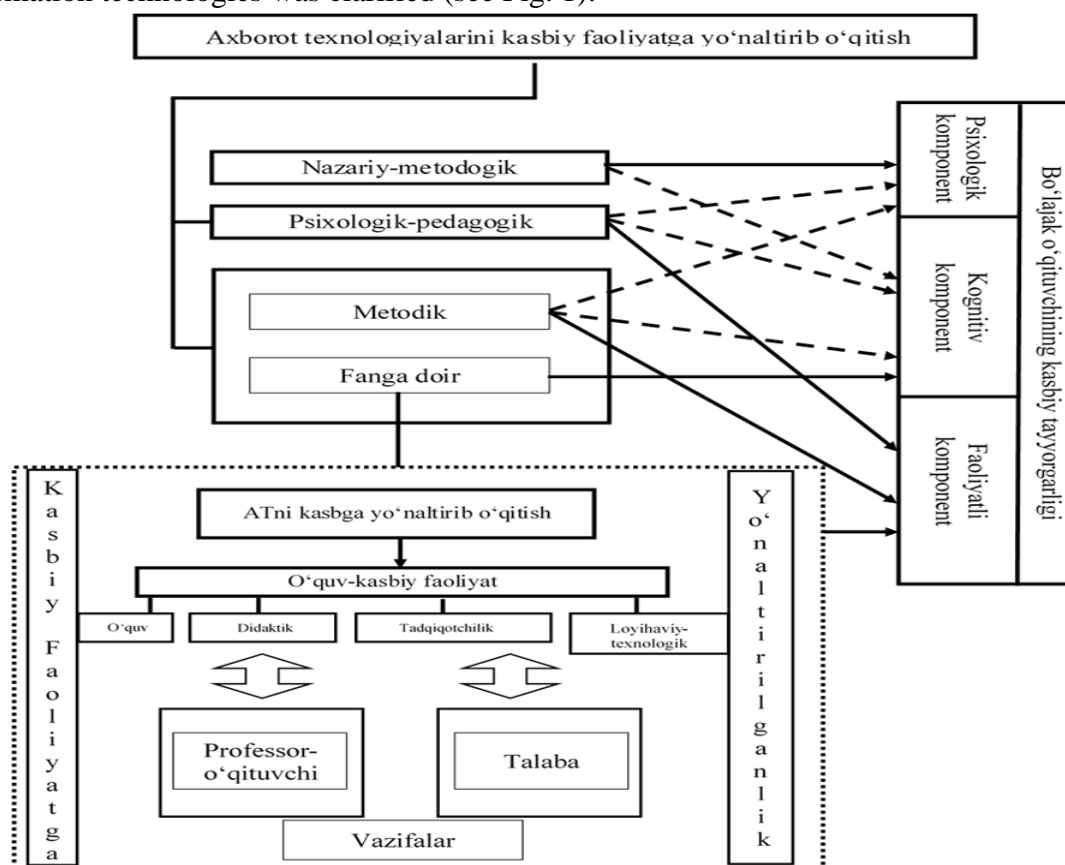 mation technologies was clarified (see Fig. 1).
Axborot texnologiyalarini kasbiy faoliyatga yo‘naltirib o‘qitish
Nazariy-metodogik
Psixologik-pedagogik
Metodik
Fanga doir
Psixologik
komponent
Kognitiv
komponent
Faoliyatli
komponent
Bo‘lajak o‘qituvchining kasbiy tayyorgarligi
Kasbiy Faoliyatga
ATni kasbga yo‘naltirib o‘qitish
O‘quv-kasbiy faoliyat
O‘quv
Didaktik
Tadqiqotchilik
Loyihaviy-
texnologik
Professor-
o‘qituvchi
Talaba
Vazifalar
Yo‘naltirilganlik